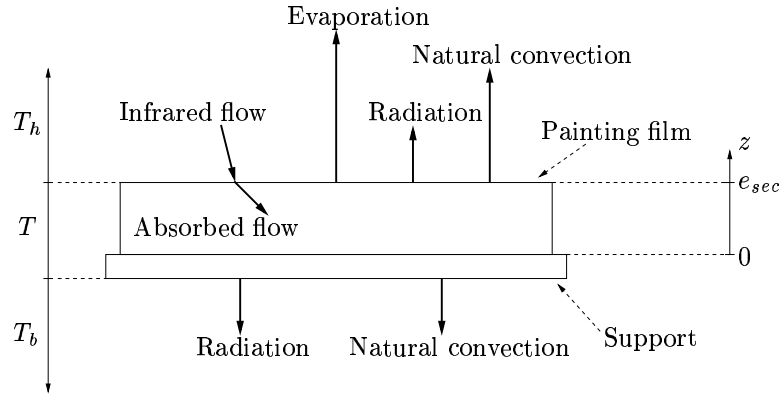 Evaporation
Natural convection
Infrared flow
Radiation
T_h
Painting film
z
e_sec
T
Absorbed flow
0
T_b
Radiation
Natural convection
Support